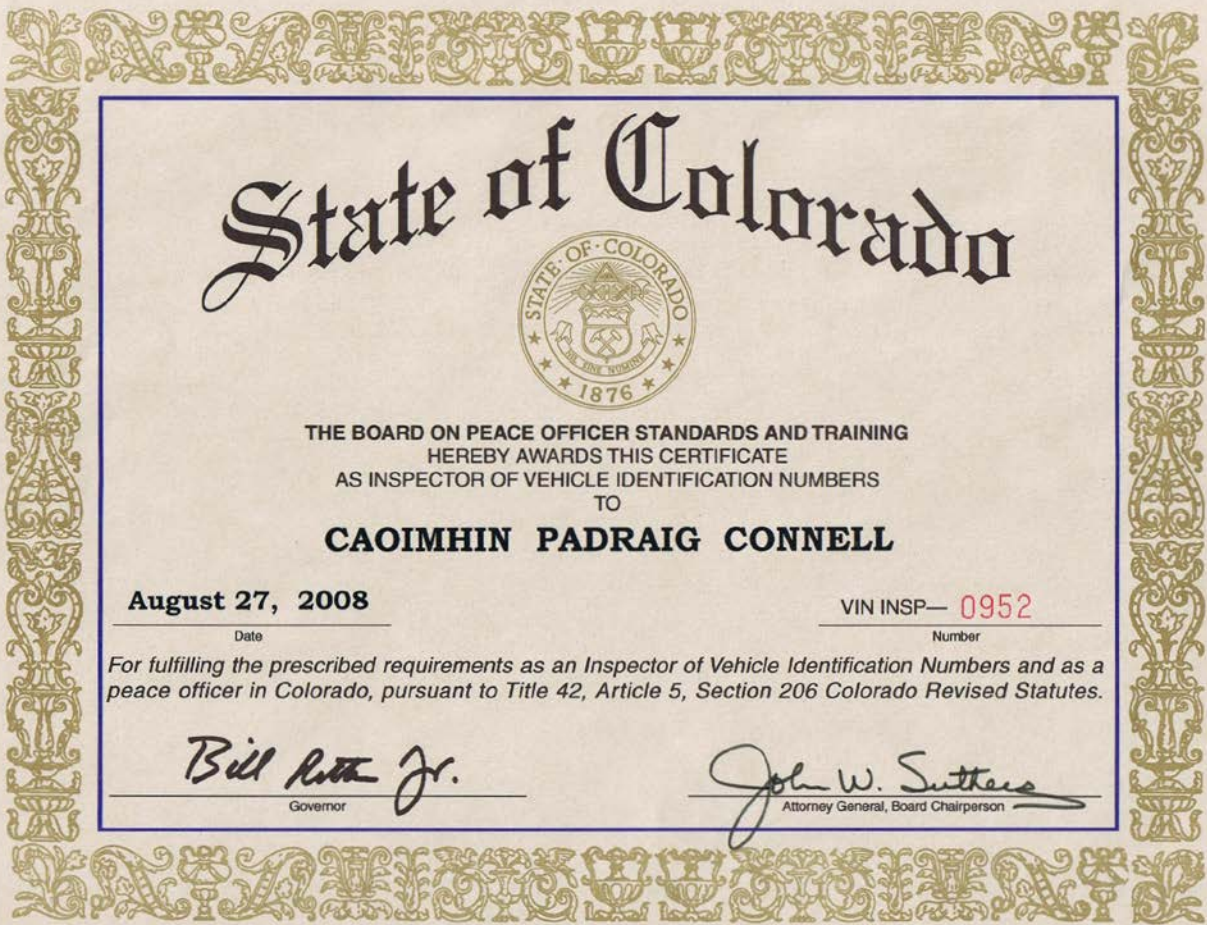 State of Colorado
STATE · OF · COLORADO
1876
NIL SINE NUMINE
THE BOARD ON PEACE OFFICER STANDARDS AND TRAINING
HEREBY AWARDS THIS CERTIFICATE
AS INSPECTOR OF VEHICLE IDENTIFICATION NUMBERS
TO
CAOIMHIN PADRAIG CONNELL
August 27, 2008
Date
VIN INSP— 0952
Number
For fulfilling the prescribed requirements as an Inspector of Vehicle Identification Numbers and as a
peace officer in Colorado, pursuant to Title 42, Article 5, Section 206 Colorado Revised Statutes.
Bill Ritter Jr.
Governor
John W. Suthers
Attorney General, Board Chairperson